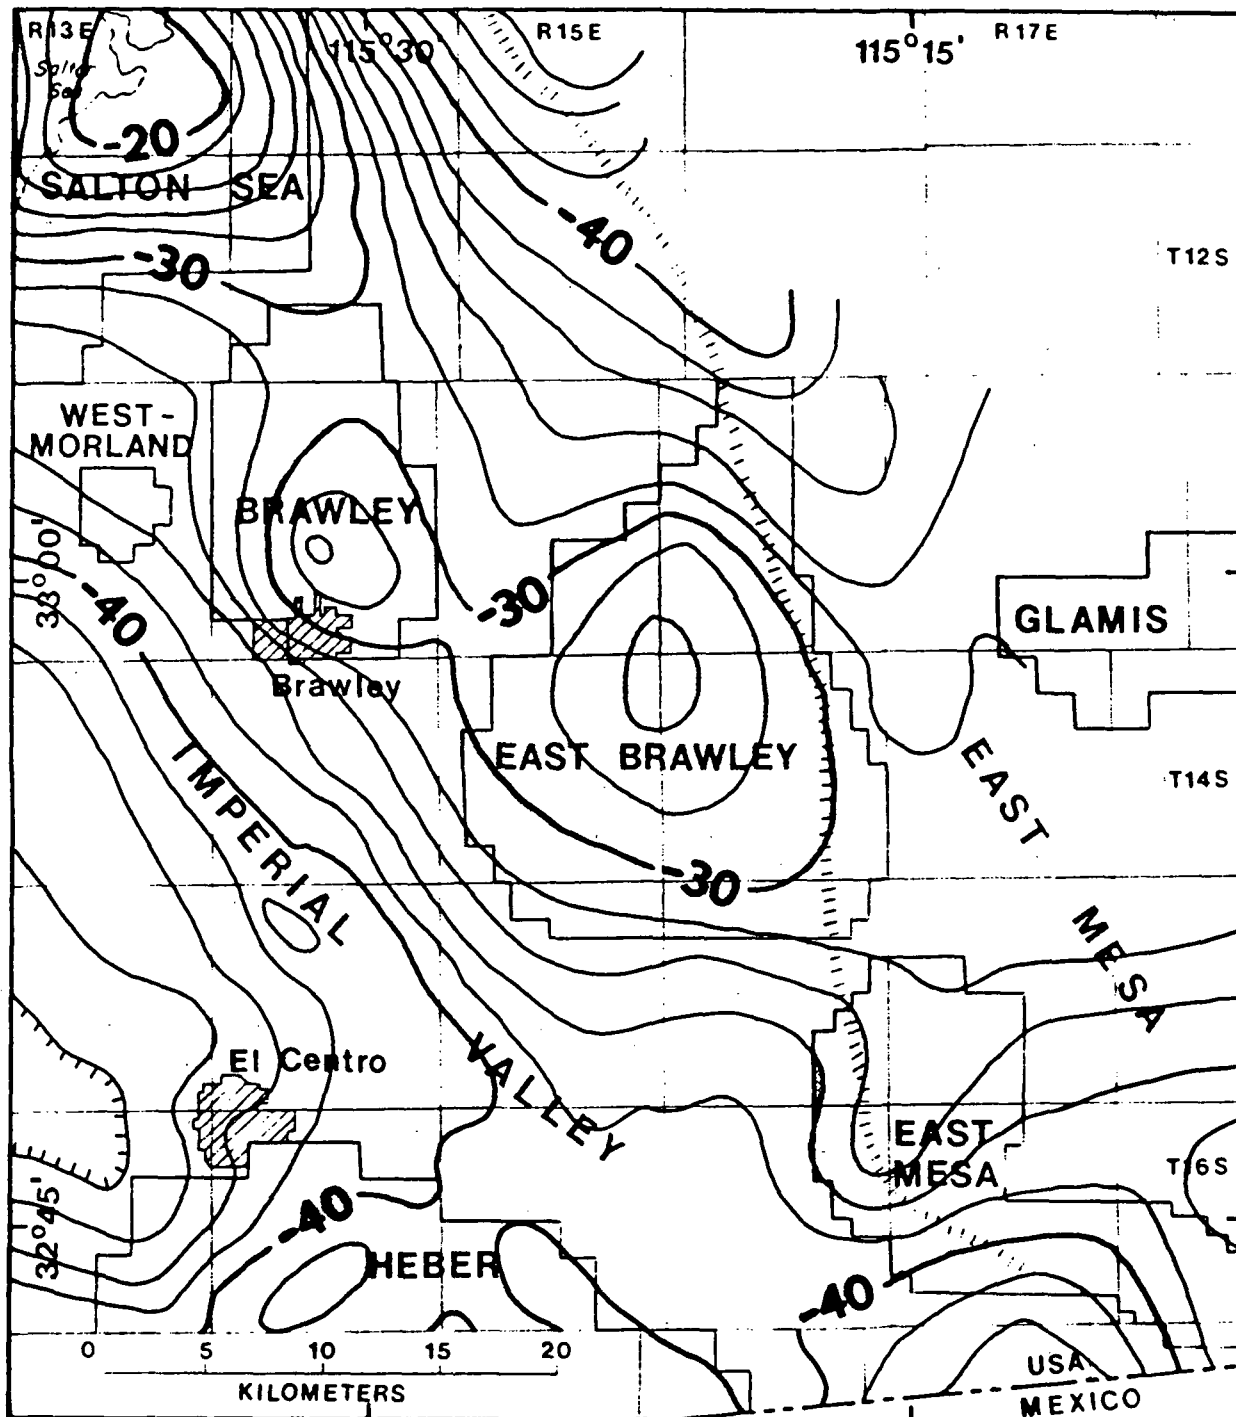 R13E
115°30'
R15E
115°15'
R17E
Salton
Sea
-20
SALTON SEA
-30
-40
T12S
WEST-
MORLAND
BRAWLEY
33°00'
-40
-30
GLAMIS
Brawley
EAST BRAWLEY
EAST
MESA
T14S
IMPERIAL
VALLEY
-30
El Centro
EAST
MESA
T16S
32°45'
-40
HEBER
-40
0 5 10 15 20
KILOMETERS
USA
MEXICO